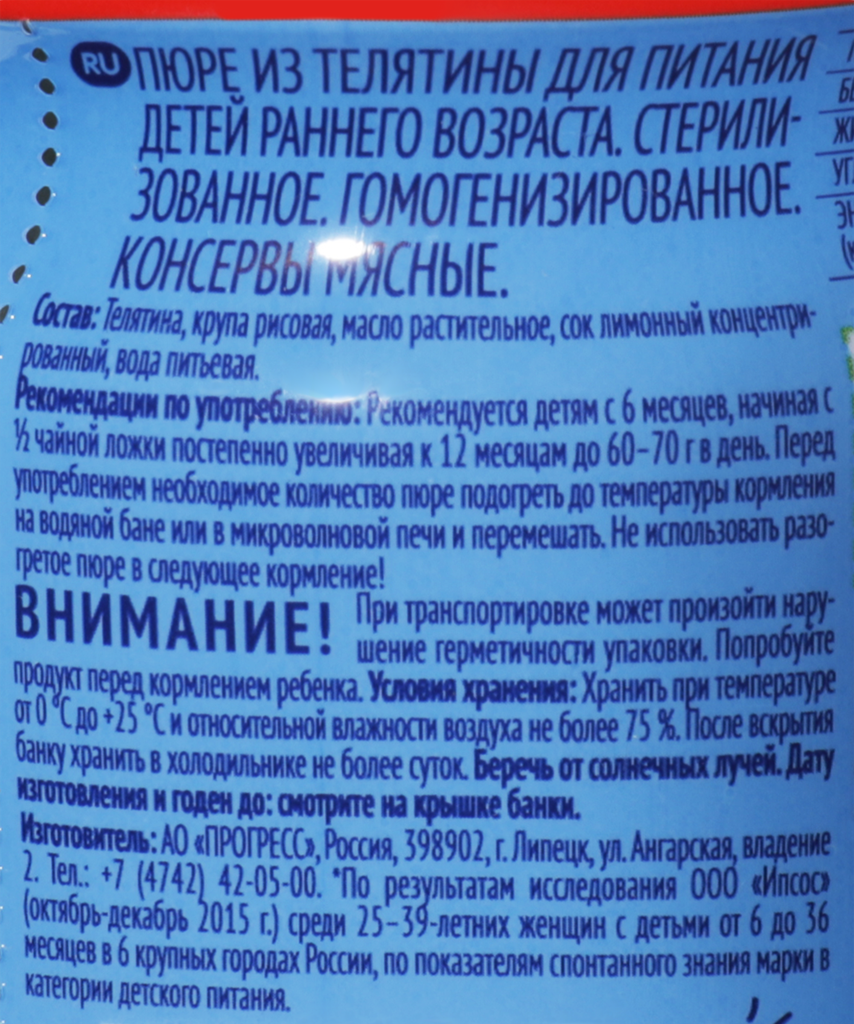 RU ПЮРЕ ИЗ ТЕЛЯТИНЫ ДЛЯ ПИТАНИЯ
ДЕТЕЙ РАННЕГО ВОЗРАСТА. СТЕРИЛИ-
ЗОВАННОЕ. ГОМОГЕНИЗИРОВАННОЕ.
КОНСЕРВЫ МЯСНЫЕ.
Состав: Телятина, крупа рисовая, масло растительное, сок лимонный концентри-
рованный, вода питьевая.
Рекомендации по употреблению: Рекомендуется детям с 6 месяцев, начиная с
½ чайной ложки постепенно увеличивая к 12 месяцам до 60–70 г в день. Перед
употреблением необходимое количество пюре подогреть до температуры кормления
на водяной бане или в микроволновой печи и перемешать. Не использовать разо-
гретое пюре в следующее кормление!
ВНИМАНИЕ! При транспортировке может произойти нару-
шение герметичности упаковки. Попробуйте
продукт перед кормлением ребенка. Условия хранения: Хранить при температуре
от 0 °С до +25 °С и относительной влажности воздуха не более 75 %. После вскрытия
банку хранить в холодильнике не более суток. Беречь от солнечных лучей. Дату
изготовления и годен до: смотрите на крышке банки.
Изготовитель: АО «ПРОГРЕСС», Россия, 398902, г. Липецк, ул. Ангарская, владение
2. Тел.: +7 (4742) 42-05-00. *По результатам исследования ООО «Ипсос»
(октябрь-декабрь 2015 г.) среди 25–39-летних женщин с детьми от 6 до 36
месяцев в 6 крупных городах России, по показателям спонтанного знания марки в
категории детского питания.